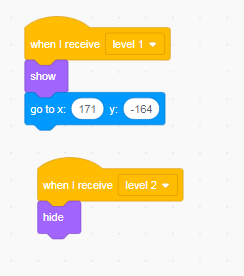 when I receive level 1
show
go to x: 171 y: -164
when I receive level 2
hide